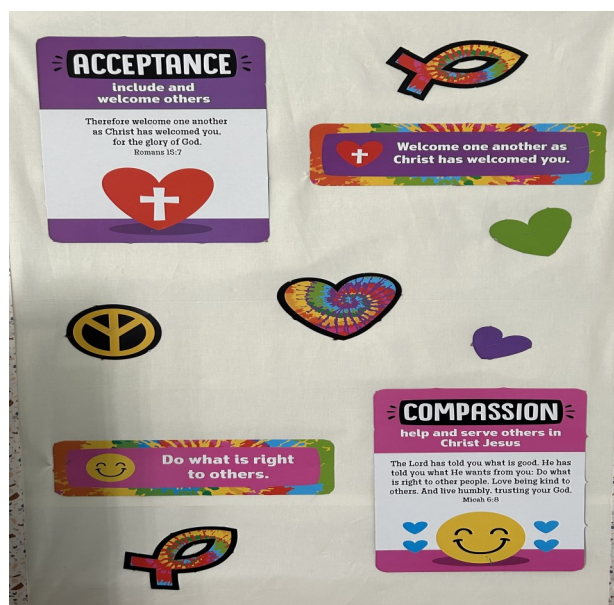 ACCEPTANCE
include and
welcome others
Therefore welcome one another
as Christ has welcomed you,
for the glory of God.
Romans 15:7
Welcome one another as
Christ has welcomed you.
Do what is right
to others.
COMPASSION
help and serve others in
Christ Jesus
The Lord has told you what is good. He has
told you what He wants from you: Do what
is right to other people. Love being kind to
others. And live humbly, trusting your God.
Micah 6:8